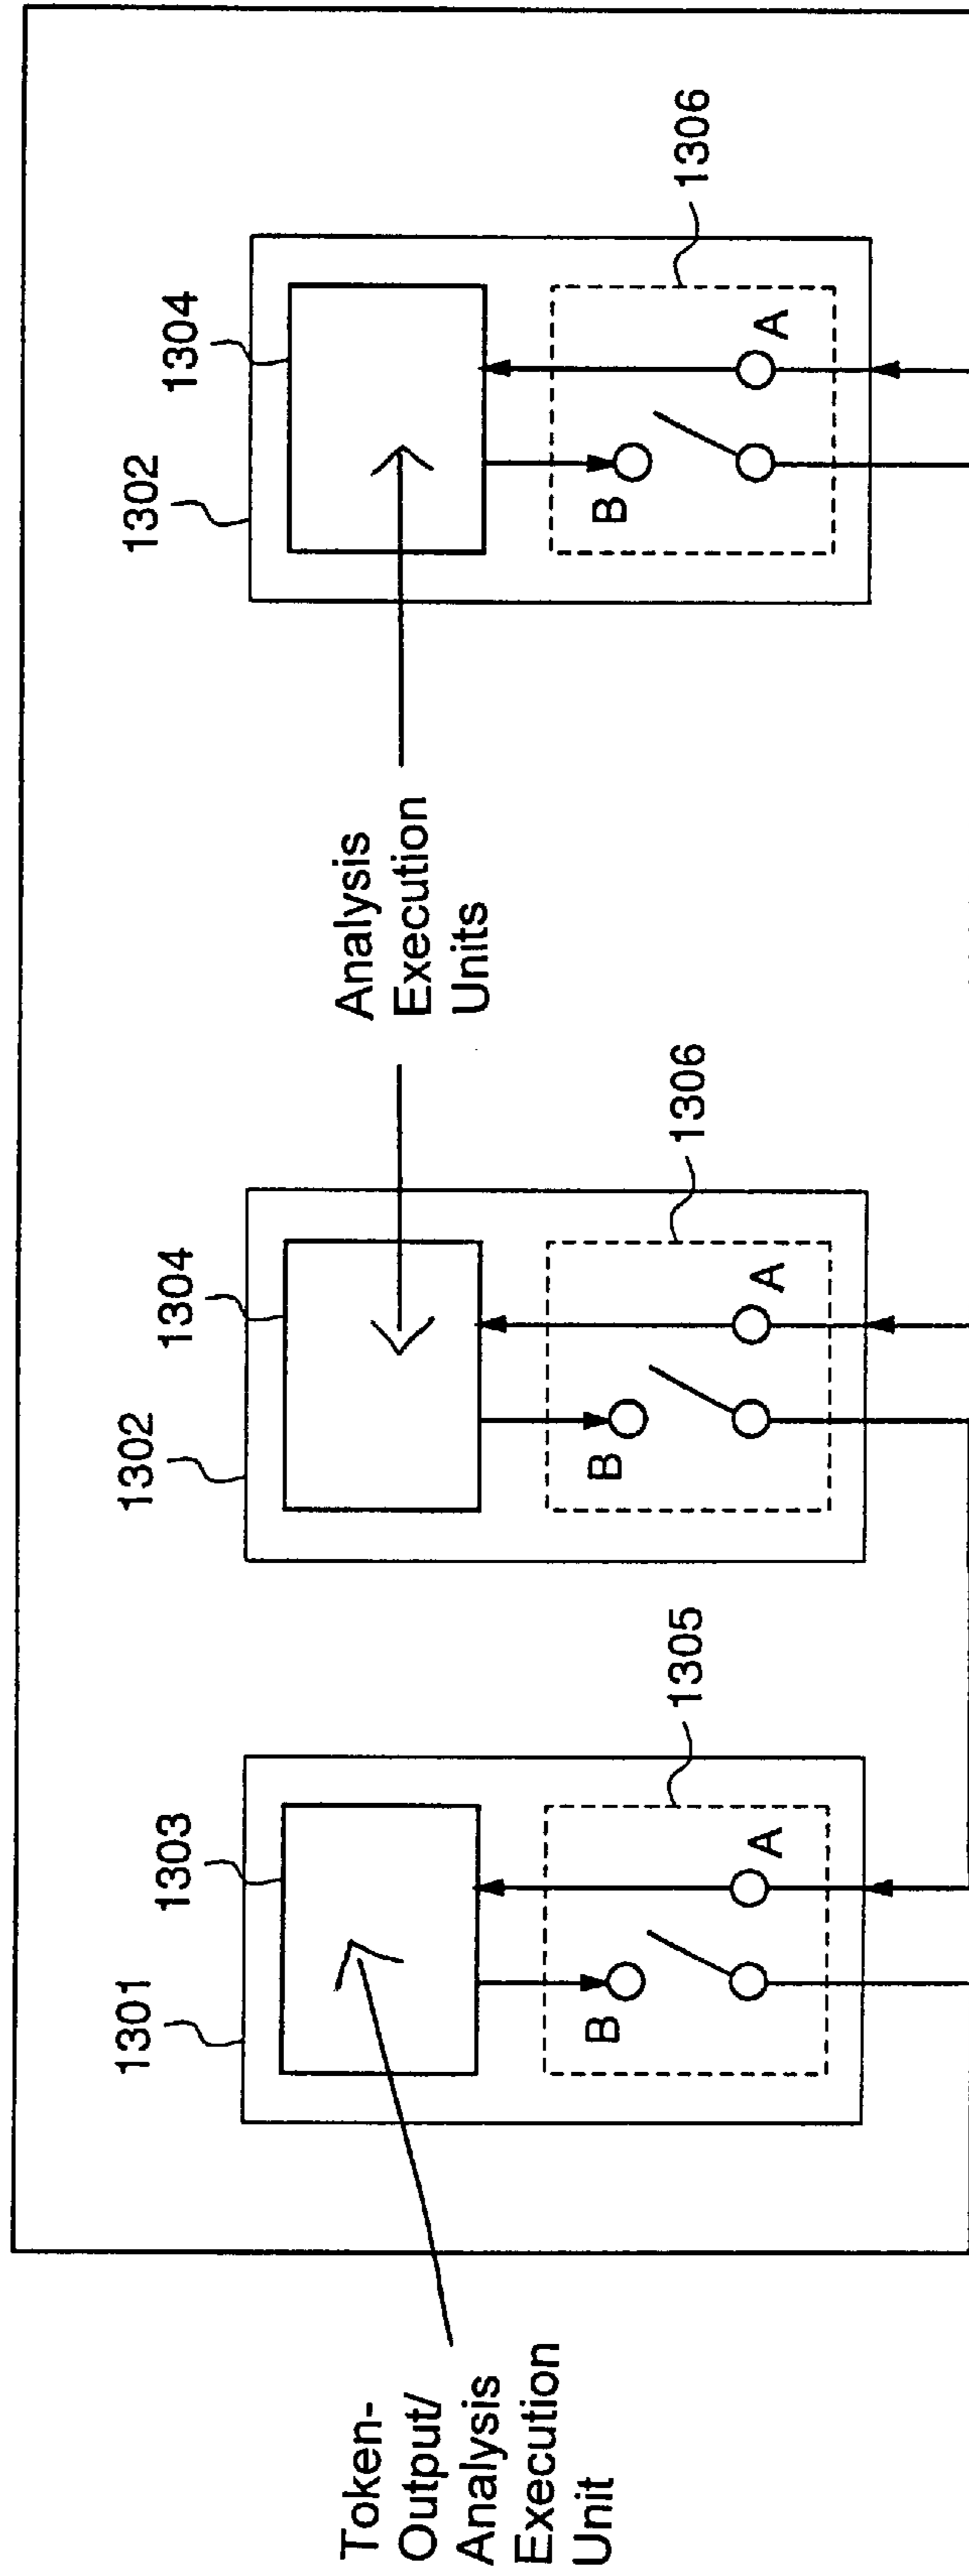 Token-
Output/
Analysis
Execution
Unit
1301
1303
B
A
1305
1302
1304
B
A
1306
Analysis
Execution
Units
1302
1304
B
A
1306